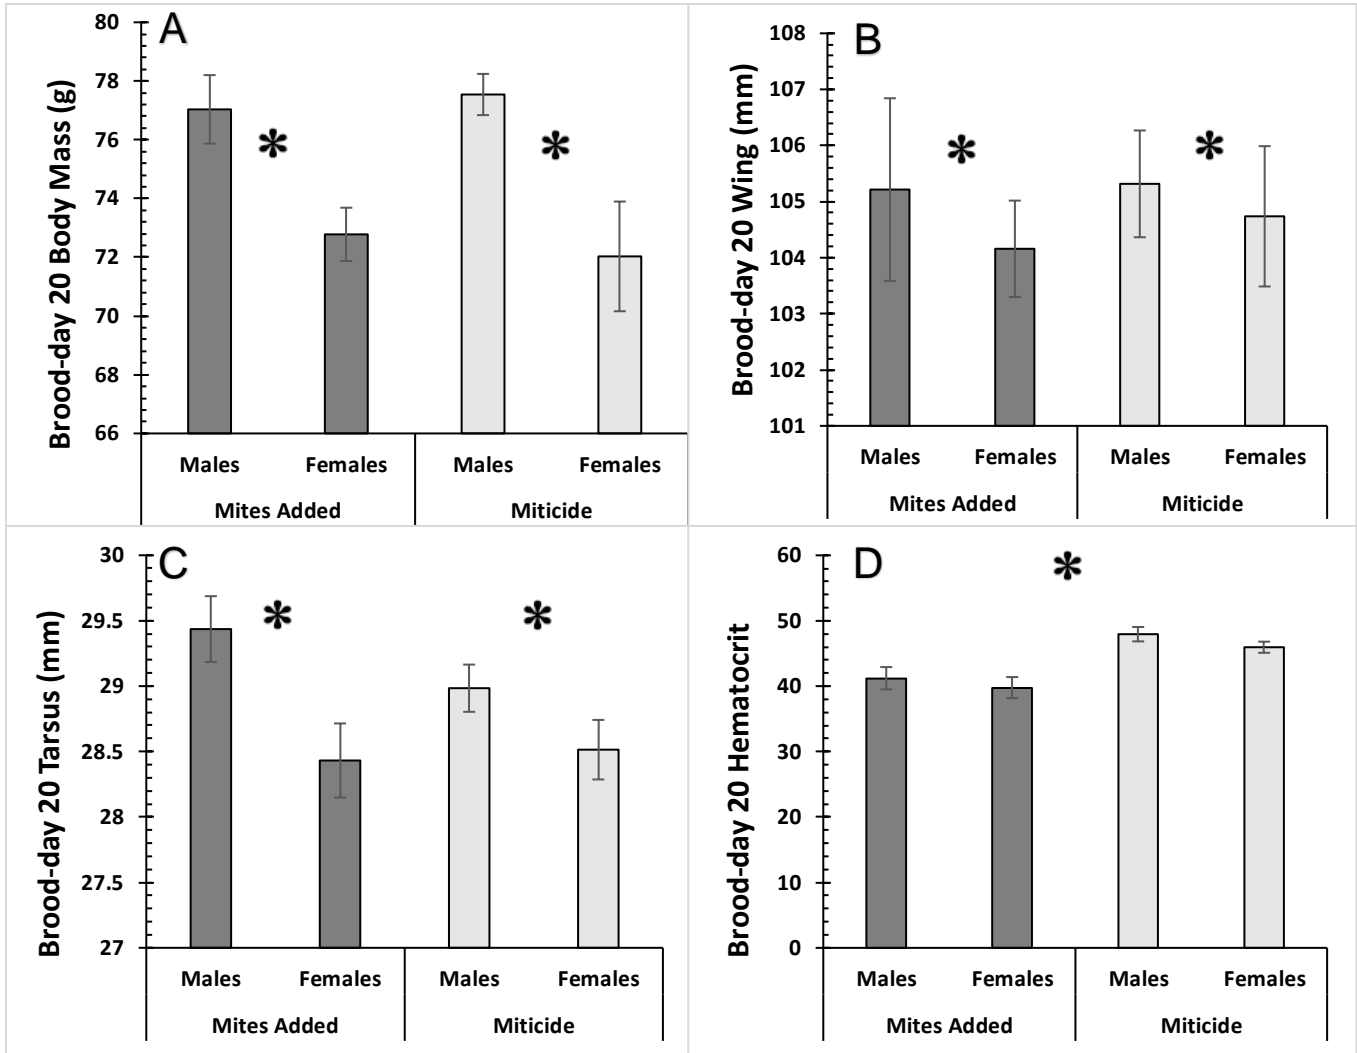 A
Brood-day 20 Body Mass (g)
80
78
76
74
72
70
68
66
*
*
Males Females Males Females
Mites Added Miticide
B
Brood-day 20 Wing (mm)
108
107
106
105
104
103
102
101
*
*
Males Females Males Females
Mites Added Miticide
C
Brood-day 20 Tarsus (mm)
30
29.5
29
28.5
28
27.5
27
*
*
Males Females Males Females
Mites Added Miticide
D
Brood-day 20 Hematocrit
60
50
40
30
20
10
0
*
Males Females Males Females
Mites Added Miticide